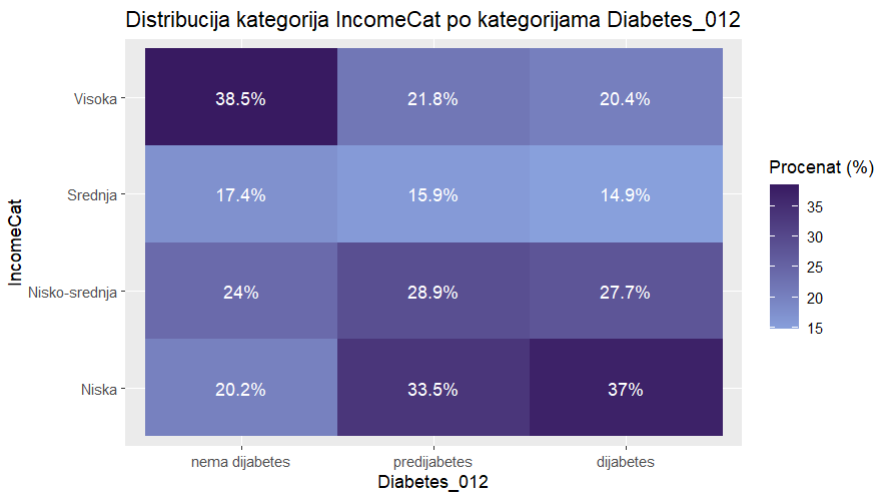 Distribucija kategorija IncomeCat po kategorijama Diabetes_012
IncomeCat
Visoka 38.5% 21.8% 20.4%
Srednja 17.4% 15.9% 14.9%
Nisko-srednja 24% 28.9% 27.7%
Niska 20.2% 33.5% 37%
nema dijabetes predijabetes dijabetes
Diabetes_012
Procenat (%)
35
30
25
20
15